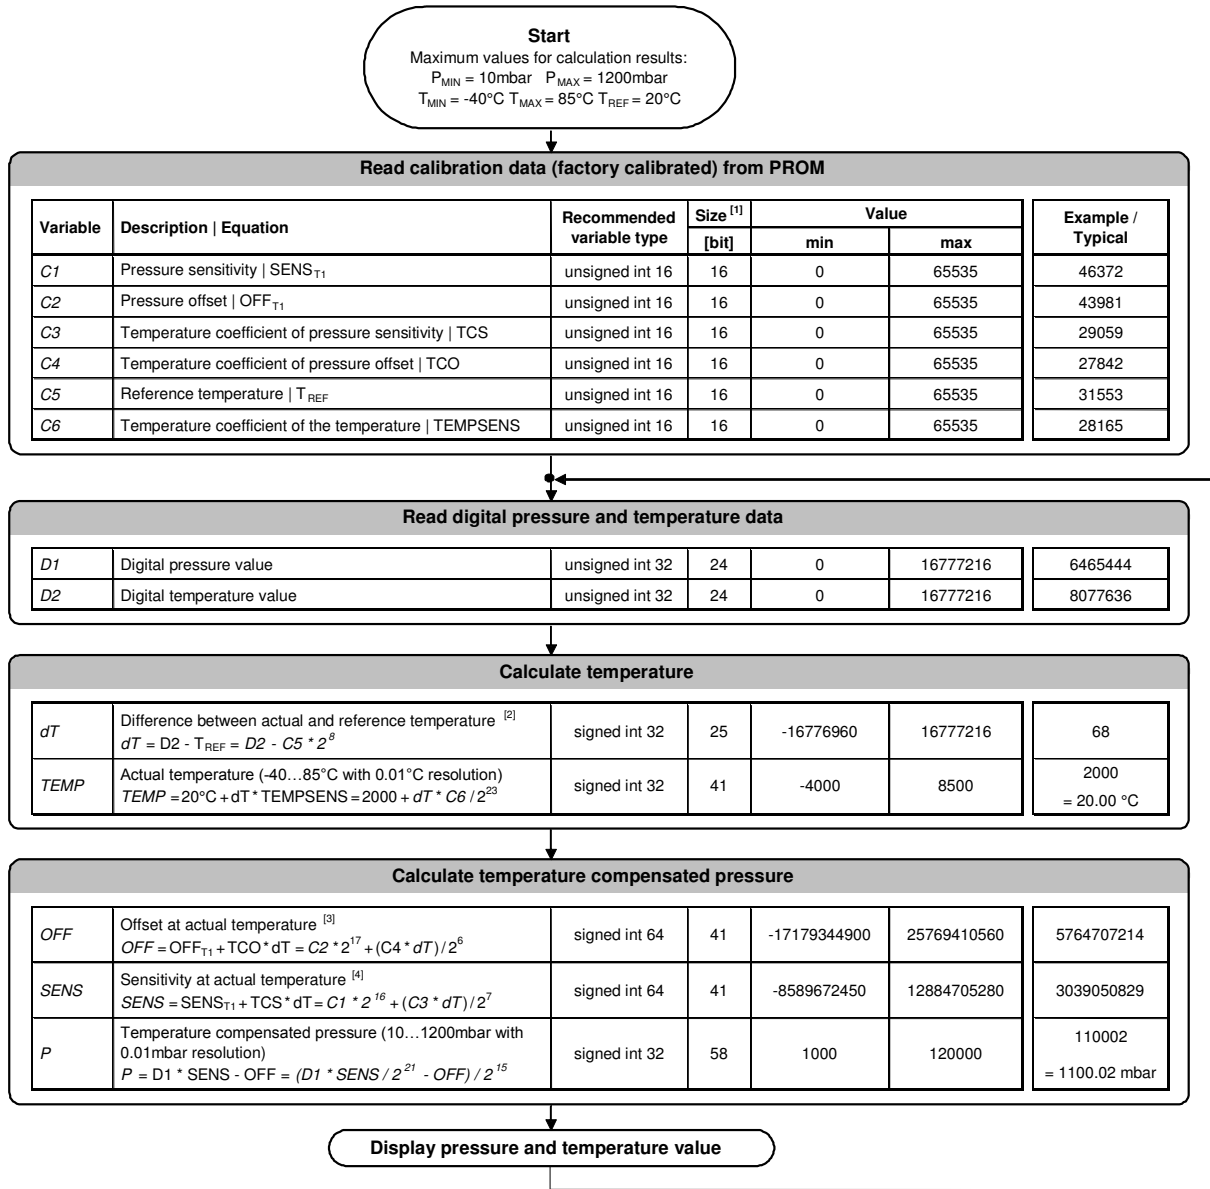 Start
Maximum values for calculation results:
P_MIN = 10mbar P_MAX = 1200mbar
T_MIN = -40°C T_MAX = 85°C T_REF = 20°C
Read calibration data (factory calibrated) from PROM
Variable Description | Equation Recommended variable type Size [1] [bit] Value min max Example / Typical
C1 Pressure sensitivity | SENS_T1 unsigned int 16 16 0 65535 46372
C2 Pressure offset | OFF_T1 unsigned int 16 16 0 65535 43981
C3 Temperature coefficient of pressure sensitivity | TCS unsigned int 16 16 0 65535 29059
C4 Temperature coefficient of pressure offset | TCO unsigned int 16 16 0 65535 27842
C5 Reference temperature | T_REF unsigned int 16 16 0 65535 31553
C6 Temperature coefficient of the temperature | TEMPSENS unsigned int 16 16 0 65535 28165
Read digital pressure and temperature data
D1 Digital pressure value unsigned int 32 24 0 16777216 6465444
D2 Digital temperature value unsigned int 32 24 0 16777216 8077636
Calculate temperature
dT Difference between actual and reference temperature [2]
dT = D2 - T_REF = D2 - C5 * 2^8 signed int 32 25 -16776960 16777216 68
TEMP Actual temperature (-40…85°C with 0.01°C resolution)
TEMP = 20°C + dT * TEMPSENS = 2000 + dT * C6 / 2^23 signed int 32 41 -4000 8500 2000
= 20.00 °C
Calculate temperature compensated pressure
OFF Offset at actual temperature [3]
OFF = OFF_T1 + TCO * dT = C2 * 2^17 + (C4 * dT) / 2^6 signed int 64 41 -17179344900 25769410560 5764707214
SENS Sensitivity at actual temperature [4]
SENS = SENS_T1 + TCS * dT = C1 * 2^16 + (C3 * dT) / 2^7 signed int 64 41 -8589672450 12884705280 3039050829
P Temperature compensated pressure (10…1200mbar with
0.01mbar resolution)
P = D1 * SENS - OFF = (D1 * SENS / 2^21 - OFF) / 2^15 signed int 32 58 1000 120000 110002
= 1100.02 mbar
Display pressure and temperature value